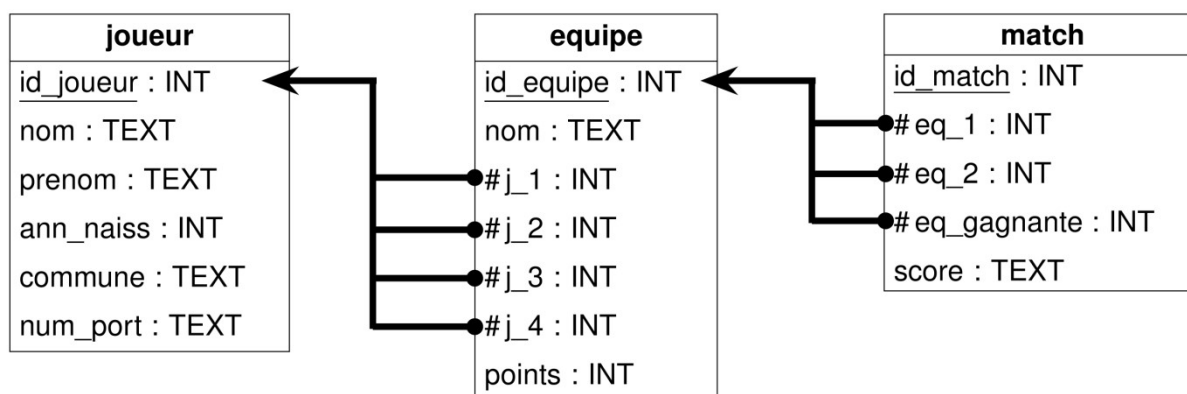 joueur
id_joueur : INT
nom : TEXT
prenom : TEXT
ann_naiss : INT
commune : TEXT
num_port : TEXT
equipe
id_equipe : INT
nom : TEXT
#j_1 : INT
#j_2 : INT
#j_3 : INT
#j_4 : INT
points : INT
match
id_match : INT
#eq_1 : INT
#eq_2 : INT
#eq_gagnante : INT
score : TEXT